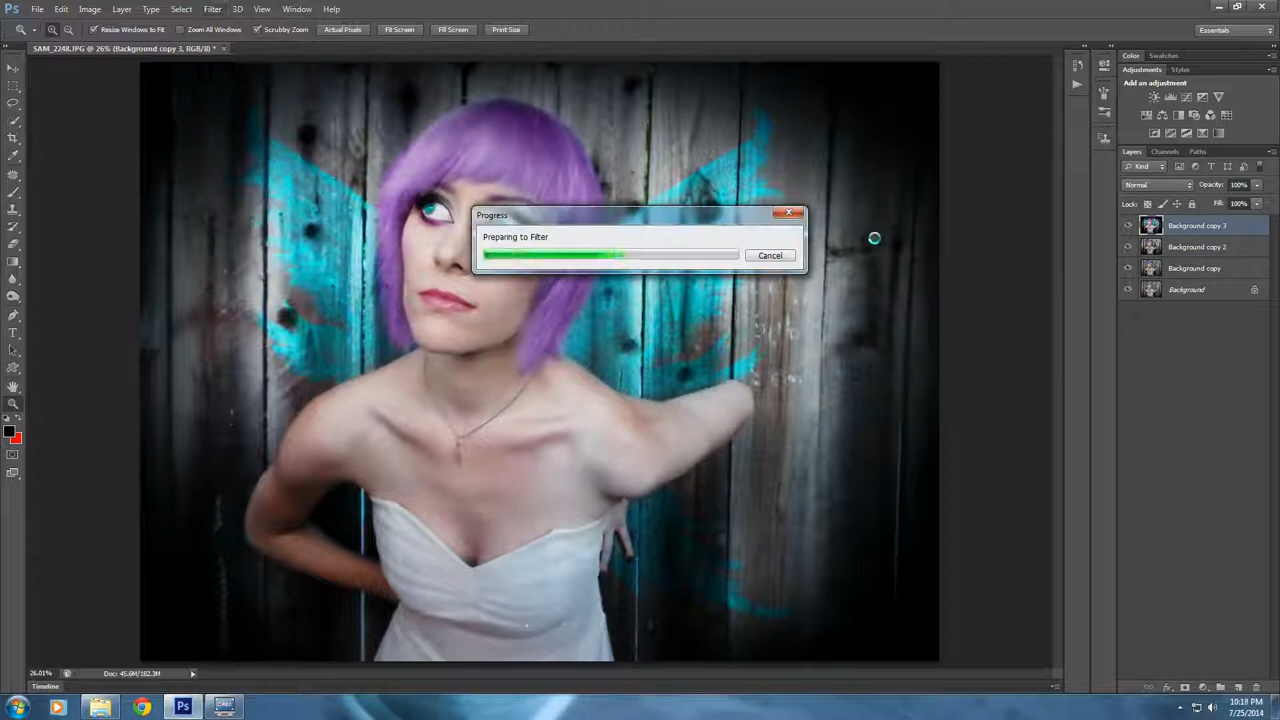 Ps File Edit Image Layer Type Select Filter 3D View Window Help
Resize Windows to Fit Zoom All Windows Scrubby Zoom Actual Pixels Fit Screen Fill Screen Print Size Essentials
SAM_2248.JPG @ 26% (Background copy 3, RGB/8) *
Color Swatches
Adjustments Styles
Add an adjustment
Layers Channels Paths
Kind
Normal Opacity: 100%
Lock: Fill: 100%
Background copy 3
Background copy 2
Background copy
Background
Progress
Preparing to Filter
Cancel
26.01% Doc: 45.6M/182.3M
Timeline
Ps
10:18 PM
7/25/2014